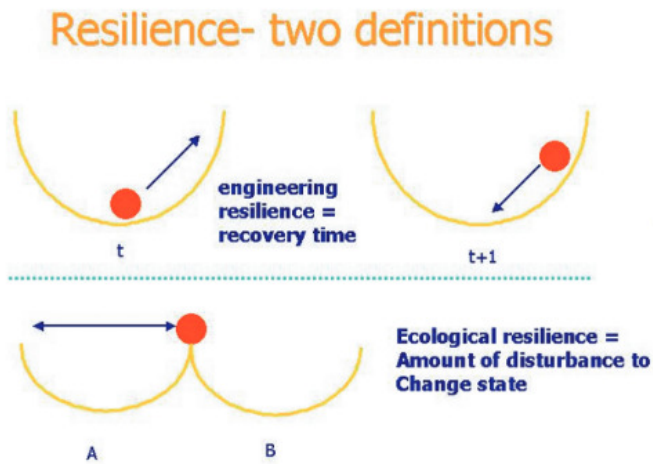 Resilience- two definitions
engineering
resilience =
recovery time
t
t+1
Ecological resilience =
Amount of disturbance to
Change state
A
B